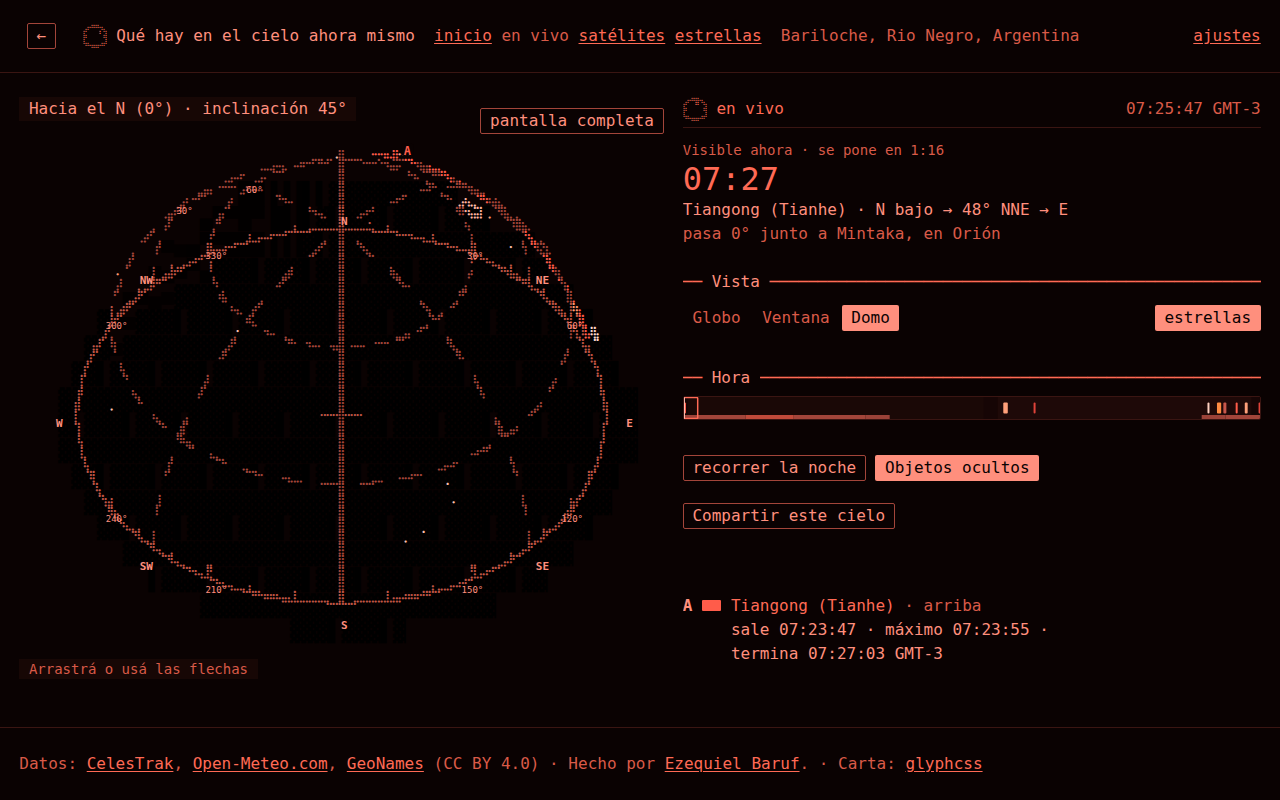 ←
Qué hay en el cielo ahora mismo inicio en vivo satélites estrellas Bariloche, Rio Negro, Argentina ajustes
Hacia el N (0°) · inclinación 45°
pantalla completa
A
60°
30°
N
330°
30°
NW
NE
300°
60°
W
E
240°
120°
SW
SE
210°
150°
S
Arrastrá o usá las flechas
en vivo 07:25:47 GMT-3
Visible ahora · se pone en 1:16
07:27
Tiangong (Tianhe) · N bajo → 48° NNE → E
pasa 0° junto a Mintaka, en Orión
Vista
Globo Ventana Domo estrellas
Hora
recorrer la noche Objetos ocultos
Compartir este cielo
A Tiangong (Tianhe) · arriba
sale 07:23:47 · máximo 07:23:55 ·
termina 07:27:03 GMT-3
Datos: CelesTrak, Open-Meteo.com, GeoNames (CC BY 4.0) · Hecho por Ezequiel Baruf. · Carta: glyphcss